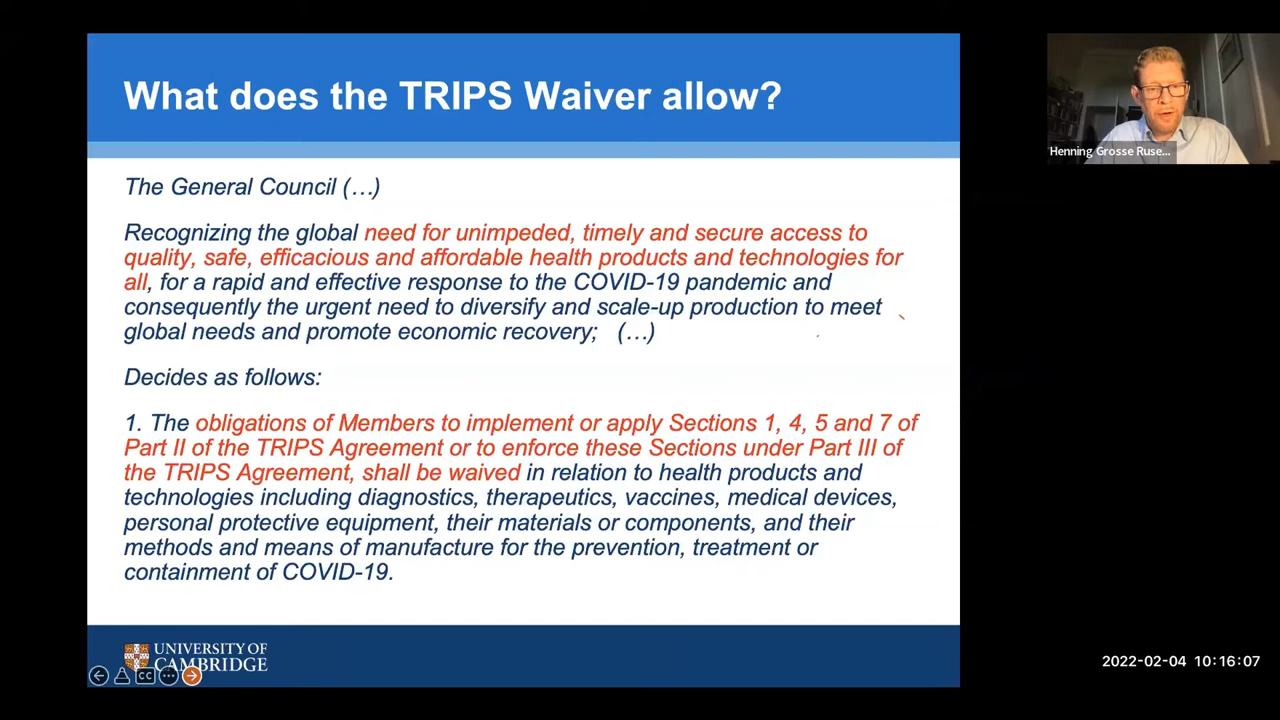 What does the TRIPS Waiver allow?
The General Council (…)
Recognizing the global need for unimpeded, timely and secure access to
quality, safe, efficacious and affordable health products and technologies for
all, for a rapid and effective response to the COVID-19 pandemic and
consequently the urgent need to diversify and scale-up production to meet
global needs and promote economic recovery; (…)
Decides as follows:
1. The obligations of Members to implement or apply Sections 1, 4, 5 and 7 of
Part II of the TRIPS Agreement or to enforce these Sections under Part III of
the TRIPS Agreement, shall be waived in relation to health products and
technologies including diagnostics, therapeutics, vaccines, medical devices,
personal protective equipment, their materials or components, and their
methods and means of manufacture for the prevention, treatment or
containment of COVID-19.
UNIVERSITY OF
CAMBRIDGE
CC
Henning Grosse Ruse...
2022-02-04 10:16:07